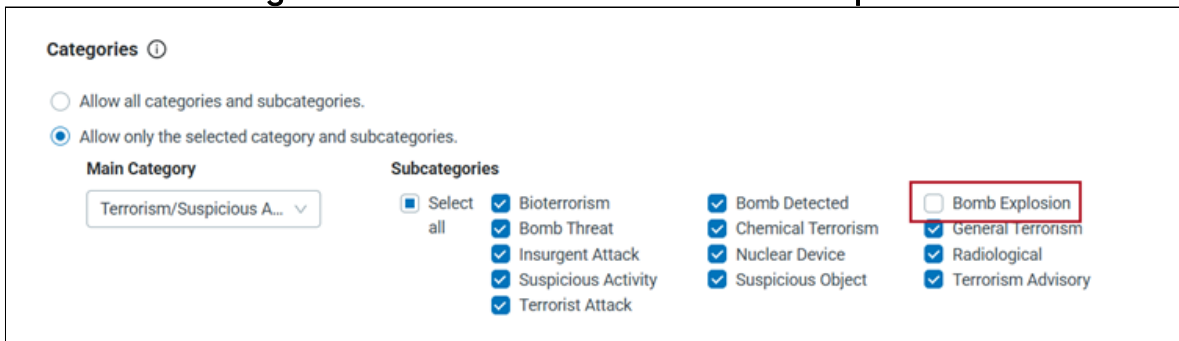 Categories
Allow all categories and subcategories.
Allow only the selected category and subcategories.
Main Category Subcategories
Terrorism/Suspicious A... Select all
Bioterrorism Bomb Detected Bomb Explosion
Bomb Threat Chemical Terrorism General Terrorism
Insurgent Attack Nuclear Device Radiological
Suspicious Activity Suspicious Object Terrorism Advisory
Terrorist Attack